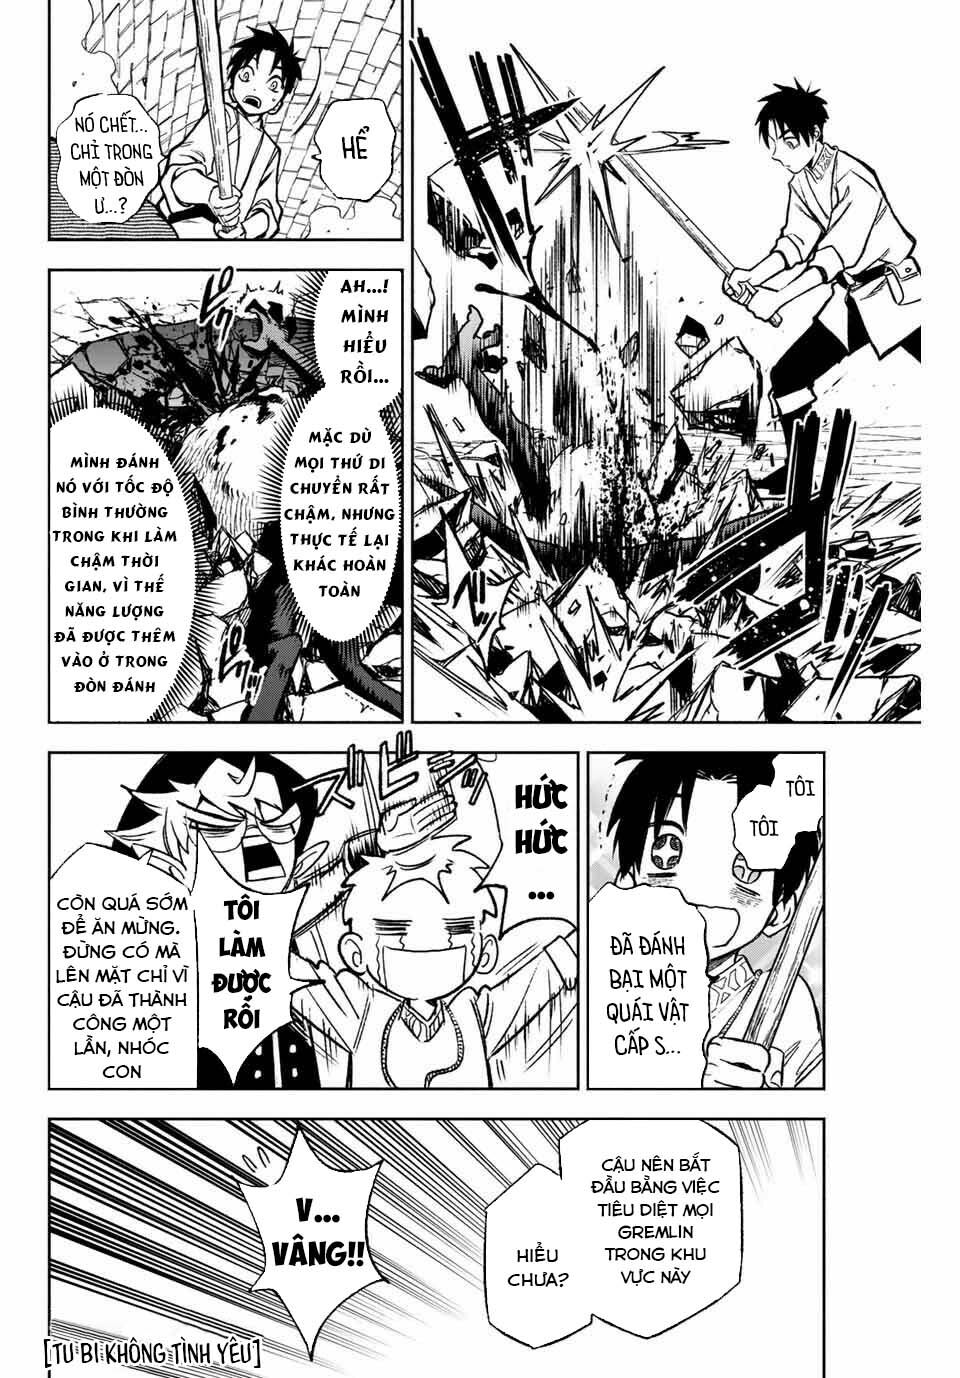 HỂ
NÓ CHẾT...
CHỈ TRONG
MỘT ĐÒN
Ư...?
AH...!
MÌNH
HIỂU
RỒI...
MẶC DÙ
MỌI THỨ DI
CHUYỂN RẤT
CHẬM, NHƯNG
THỰC TẾ LẠI
KHÁC HOÀN
TOÀN
MÌNH ĐÁNH
NÓ VỚI TỐC ĐỘ
BÌNH THƯỜNG
TRONG KHI LÀM
CHẬM THỜI
GIAN, VÌ THẾ
NĂNG LƯỢNG
ĐÃ ĐƯỢC THÊM
VÀO Ở TRONG
ĐÒN ĐÁNH
TÔI
TÔI
ĐÃ ĐÁNH
BẠI MỘT
QUÁI VẬT
CẤP S...
HỨC
HỨC
...
ズビビ
TÔI
LÀM
ĐƯỢC
RỒI
CÒN QUÁ SỚM
ĐỂ ĂN MỪNG.
ĐỪNG CÓ MÀ
LÊN MẶT CHỈ VÌ
CẬU ĐÃ THÀNH
CÔNG MỘT
LẦN, NHÓC
CON
CẬU NÊN BẮT
ĐẦU BẰNG VIỆC
TIÊU DIỆT MỌI
GREMLIN
TRONG KHU
VỰC NÀY
HIỂU
CHƯA?
V...
VÂNG!!
[TU BI KHÔNG TÌNH YÊU]